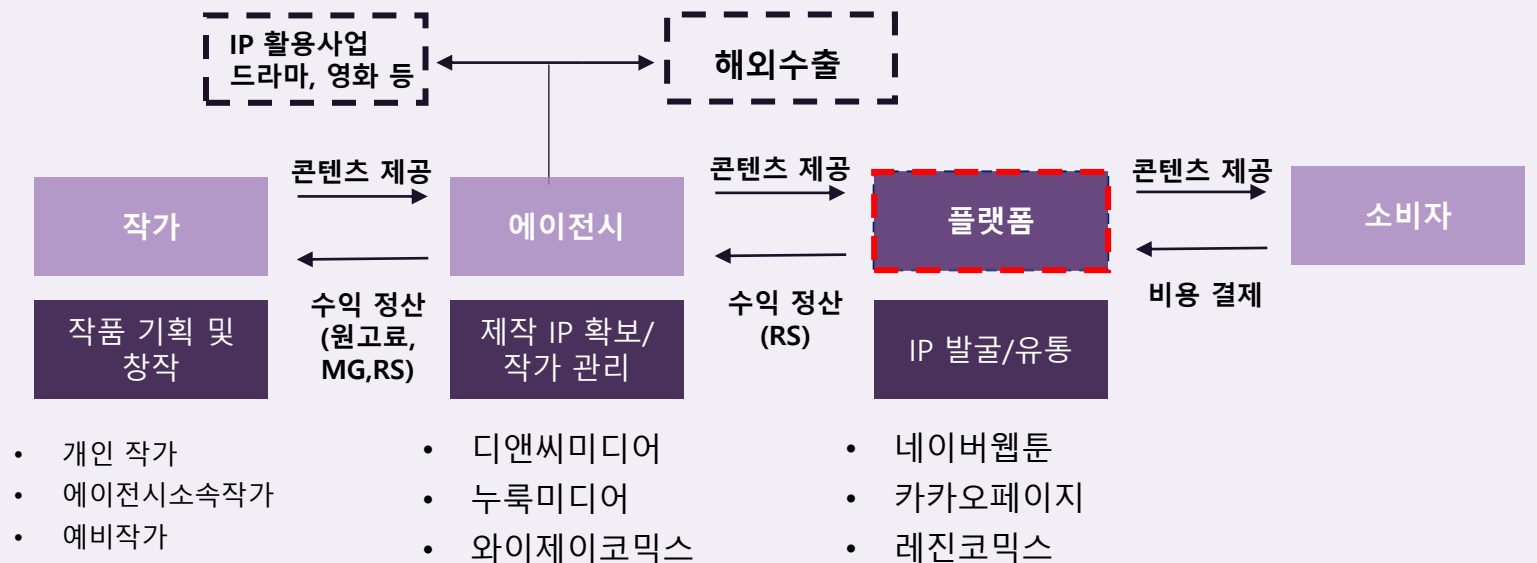 IP 활용사업
드라마, 영화 등
해외수출
콘텐츠 제공
콘텐츠 제공
콘텐츠 제공
작가
에이전시
플랫폼
소비자
수익 정산
(원고료,
MG,RS)
수익 정산
(RS)
비용 결제
작품 기획 및
창작
제작 IP 확보/
작가 관리
IP 발굴/유통
• 개인 작가
• 에이전시소속작가
• 예비작가
• 디앤씨미디어
• 누룩미디어
• 와이제이코믹스
• 네이버웹툰
• 카카오페이지
• 레진코믹스